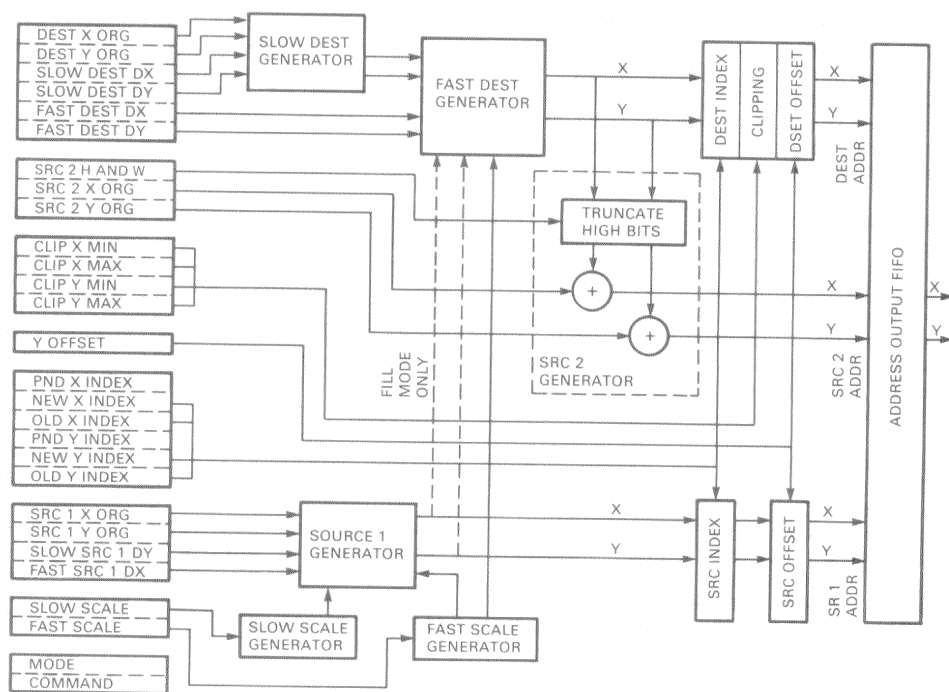 DEST X ORG
DEST Y ORG
SLOW DEST DX
SLOW DEST DY
FAST DEST DX
FAST DEST DY
SLOW DEST
GENERATOR
FAST DEST
GENERATOR
X
Y
DEST INDEX
CLIPPING
DSET OFFSET
X
Y
DEST
ADDR
SRC 2 H AND W
SRC 2 X ORG
SRC 2 Y ORG
TRUNCATE
HIGH BITS
+
+
SRC 2
GENERATOR
X
Y
SRC 2
ADDR
ADDRESS OUTPUT FIFO
X
Y
CLIP X MIN
CLIP X MAX
CLIP Y MIN
CLIP Y MAX
Y OFFSET
FILL
MODE
ONLY
PND X INDEX
NEW X INDEX
OLD X INDEX
PND Y INDEX
NEW Y INDEX
OLD Y INDEX
SRC 1 X ORG
SRC 1 Y ORG
SLOW SRC 1 DY
FAST SRC 1 DX
SOURCE 1
GENERATOR
X
Y
SRC INDEX
SRC OFFSET
X
Y
SR 1
ADDR
SLOW SCALE
FAST SCALE
SLOW SCALE
GENERATOR
FAST SCALE
GENERATOR
MODE
COMMAND